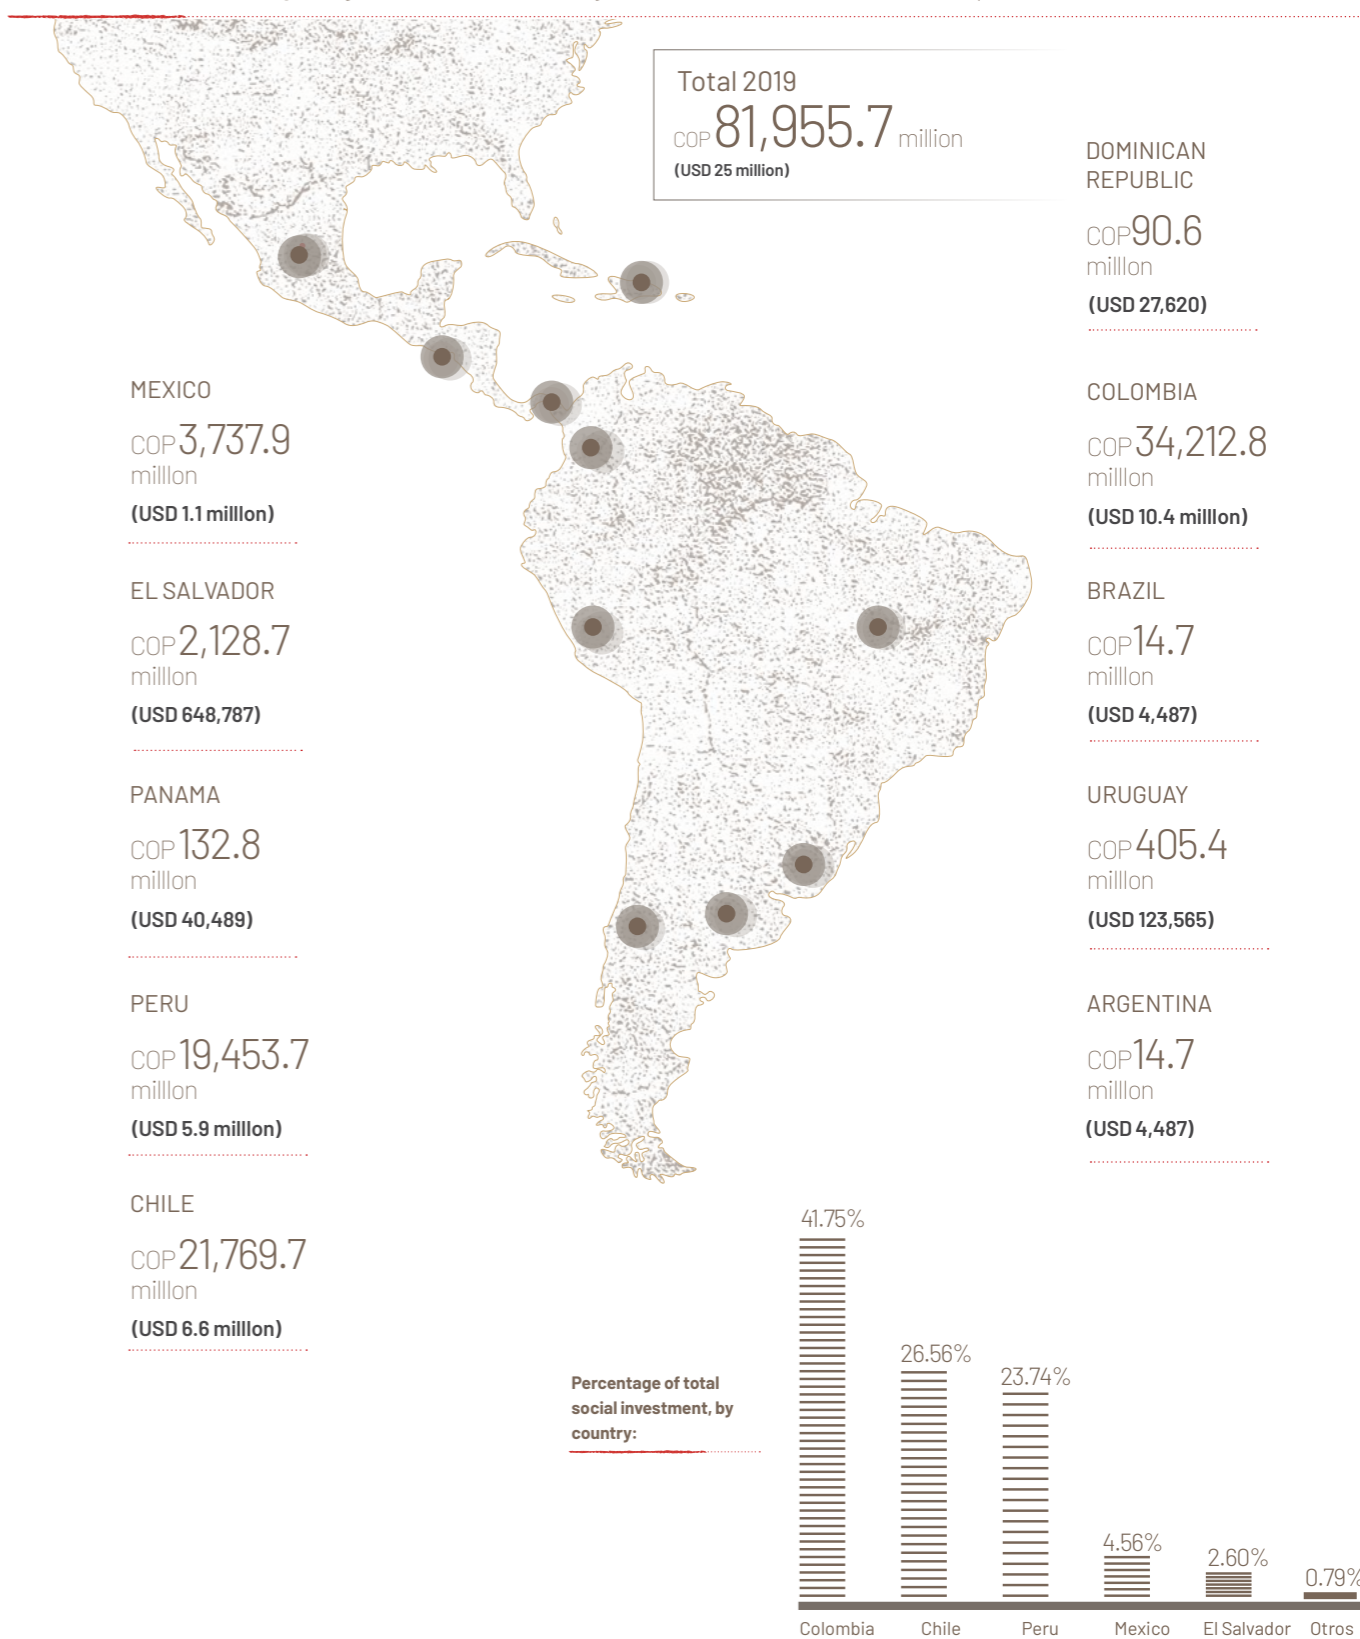 Total 2019
COP 81,955.7 million
(USD 25 million)
DOMINICAN
REPUBLIC
COP 90.6
milllon
(USD 27,620)
MEXICO
COP 3,737.9
milllon
(USD 1.1 milllon)
COLOMBIA
COP 34,212.8
milllon
(USD 10.4 milllon)
EL SALVADOR
COP 2,128.7
milllon
(USD 648,787)
BRAZIL
COP 14.7
milllon
(USD 4,487)
PANAMA
COP 132.8
milllon
(USD 40,489)
URUGUAY
COP 405.4
milllon
(USD 123,565)
PERU
COP 19,453.7
milllon
(USD 5.9 milllon)
ARGENTINA
COP 14.7
milllon
(USD 4,487)
CHILE
COP 21,769.7
milllon
(USD 6.6 milllon)
Percentage of total
social investment, by
country:
41.75%
26.56%
23.74%
4.56%
2.60%
0.79%
Colombia Chile Peru Mexico El Salvador Otros